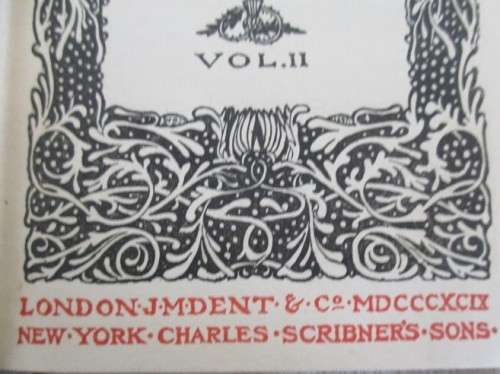 VOL. II
LONDON·J·M·DENT·&·Cº·MDCCCXCIX
NEW·YORK·CHARLES·SCRIBNER'S·SONS·